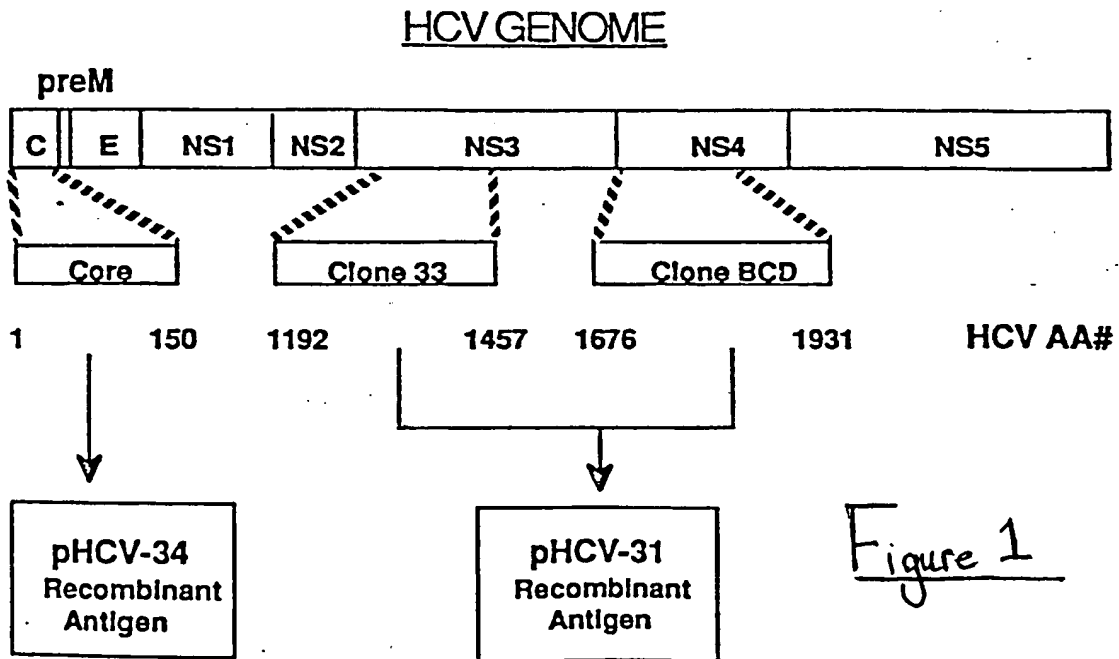 HCV GENOME
preM
C E NS1 NS2 NS3 NS4 NS5
Core Clone 33 Clone BCD
1 150 1192 1457 1676 1931 HCV AA#
pHCV-34
Recombinant
Antigen
pHCV-31
Recombinant
Antigen
Figure 1